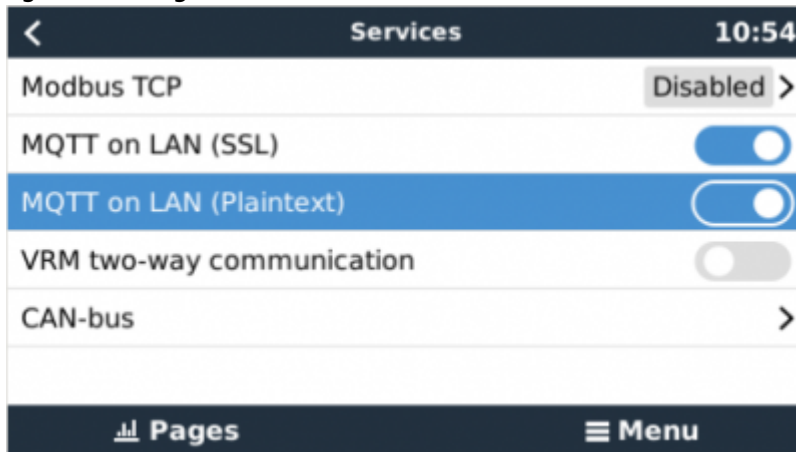 Services 10:54
Modbus TCP Disabled
MQTT on LAN (SSL)
MQTT on LAN (Plaintext)
VRM two-way communication
CAN-bus
Pages Menu